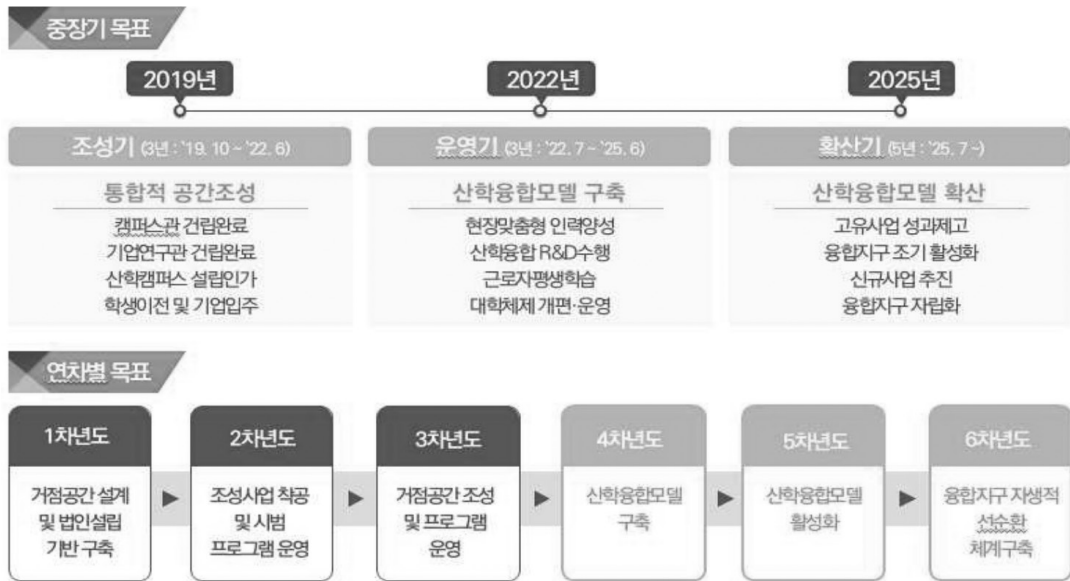 중장기 목표
2019년
2022년
2025년
조성기 (3년 : '19. 10 ~ '22. 6)
통합적 공간조성
캠퍼스관 건립완료
기업연구관 건립완료
산학캠퍼스 설립인가
학생이전 및 기업입주
운영기 (3년 : '22. 7 ~ '25. 6)
산학융합모델 구축
현장맞춤형 인력양성
산학융합 R&D수행
근로자평생학습
대학체제 개편·운영
확산기 (5년 : '25. 7 ~)
산학융합모델 확산
고유사업 성과제고
융합지구 조기 활성화
신규사업 추진
융합지구 자립화
연차별 목표
1차년도
거점공간 설계
및 법인설립
기반 구축
2차년도
조성사업 착공
및 시범
프로그램 운영
3차년도
거점공간 조성
및 프로그램
운영
4차년도
산학융합모델
구축
5차년도
산학융합모델
활성화
6차년도
융합지구 자생적
선순환
체계구축